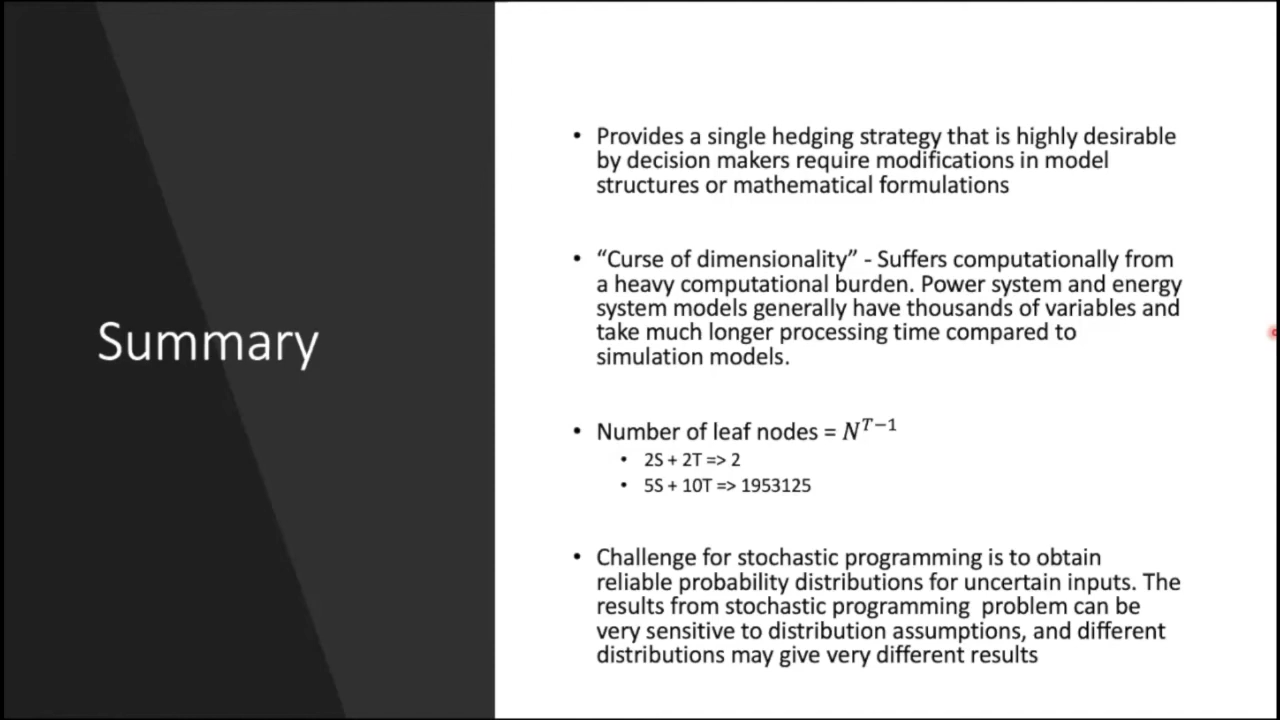 Summary
• Provides a single hedging strategy that is highly desirable
by decision makers require modifications in model
structures or mathematical formulations
• “Curse of dimensionality” - Suffers computationally from
a heavy computational burden. Power system and energy
system models generally have thousands of variables and
take much longer processing time compared to
simulation models.
• Number of leaf nodes = $N^{T-1}$
• 2S + 2T => 2
• 5S + 10T => 1953125
• Challenge for stochastic programming is to obtain
reliable probability distributions for uncertain inputs. The
results from stochastic programming  problem can be
very sensitive to distribution assumptions, and different
distributions may give very different results